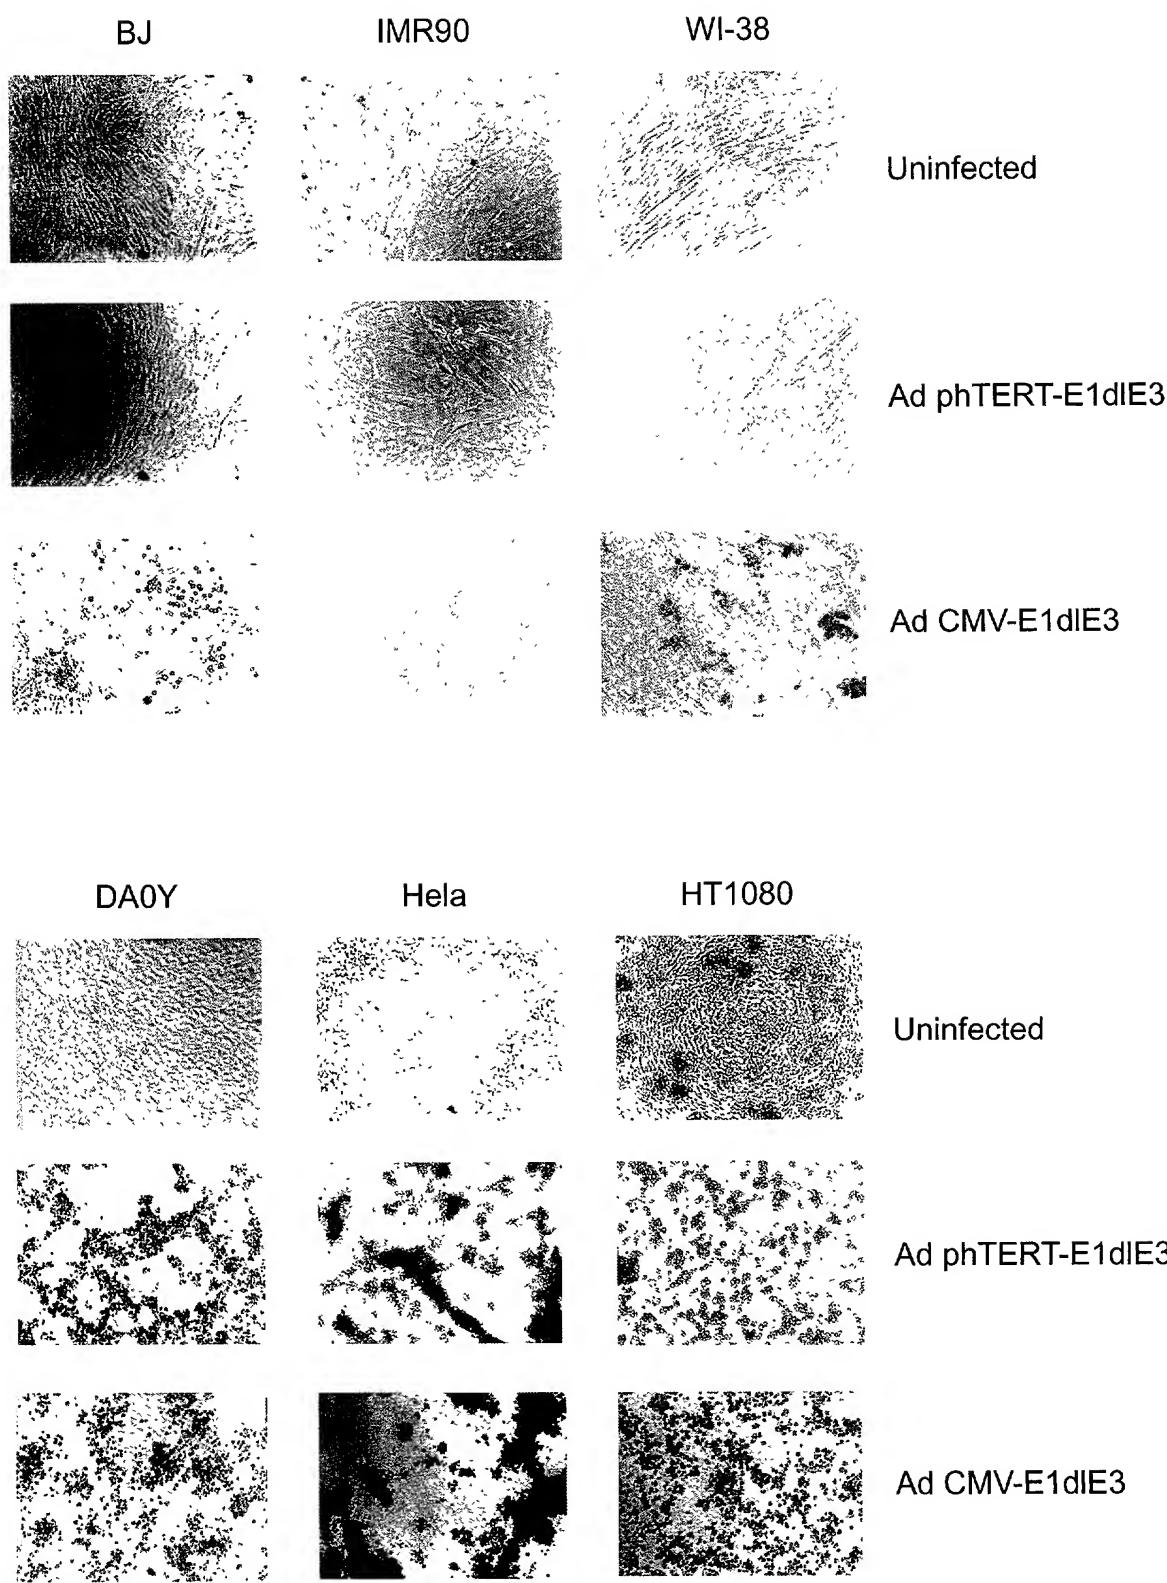 BJ IMR90 WI-38
Uninfected
Ad phTERT-E1dlE3
Ad CMV-E1dlE3
DA0Y Hela HT1080
Uninfected
Ad phTERT-E1dlE3
Ad CMV-E1dlE3